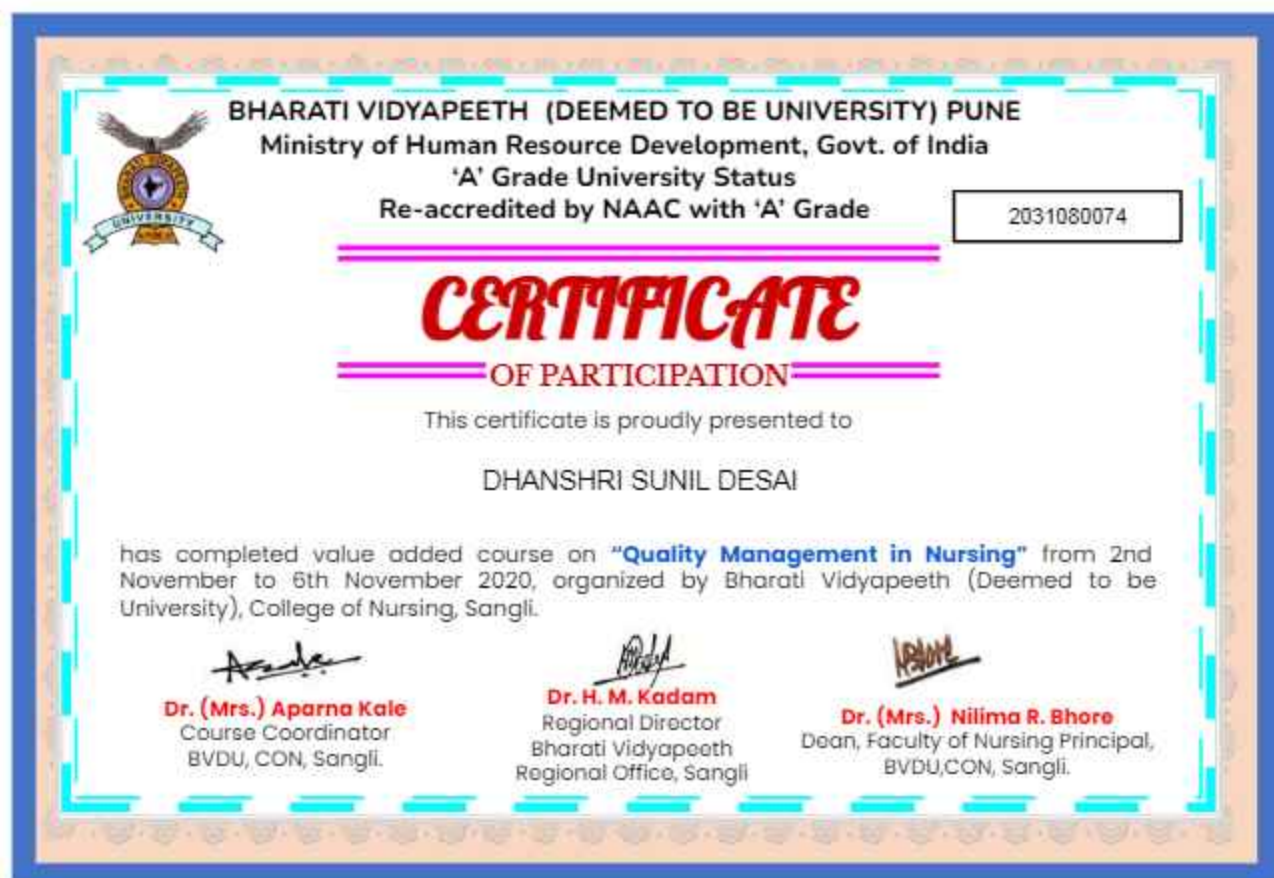 BHARATI VIDYAPEETH (DEEMED TO BE UNIVERSITY) PUNE
Ministry of Human Resource Development, Govt. of India
‘A’ Grade University Status
Re-accredited by NAAC with ‘A’ Grade
2031080074
BHARATI VIDYAPEETH
UNIVERSITY
CERTIFICATE
OF PARTICIPATION
This certificate is proudly presented to
DHANSHRI SUNIL DESAI
has completed value added course on “Quality Management in Nursing” from 2nd
November to 6th November 2020, organized by Bharati Vidyapeeth (Deemed to be
University), College of Nursing, Sangli.
Dr. (Mrs.) Aparna Kale
Course Coordinator
BVDU, CON, Sangli.
Dr. H. M. Kadam
Regional Director
Bharati Vidyapeeth
Regional Office, Sangli
Dr. (Mrs.) Nilima R. Bhore
Dean, Faculty of Nursing Principal,
BVDU,CON, Sangli.